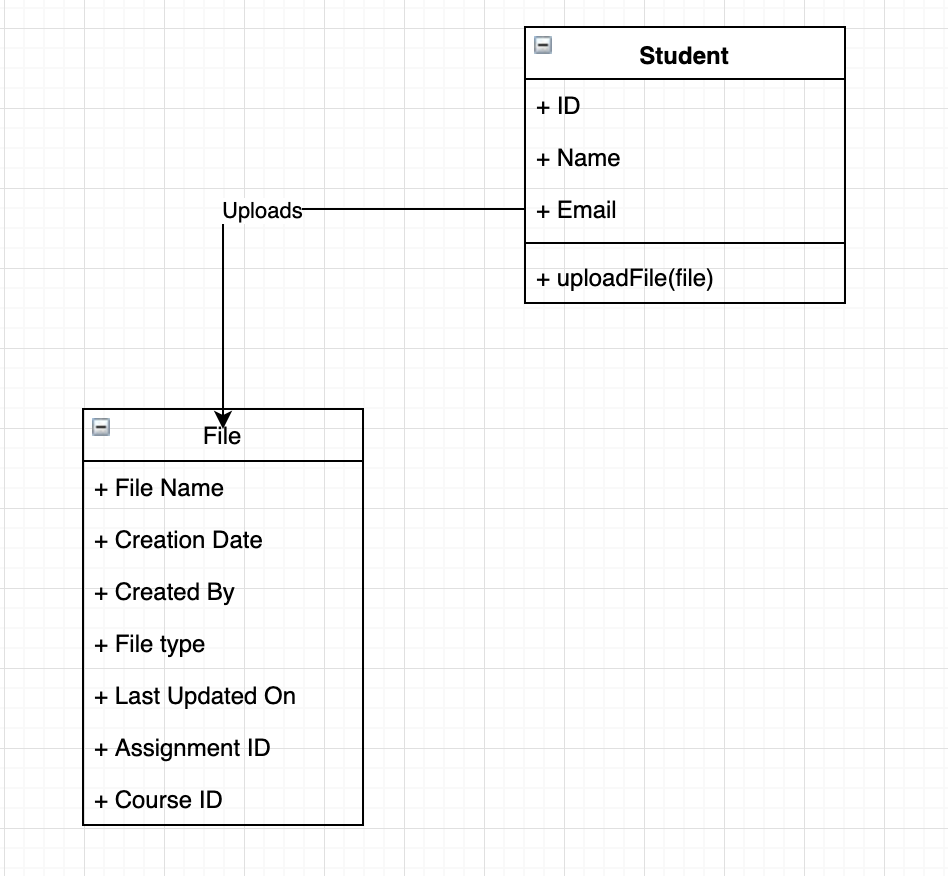 Student
+ ID
+ Name
+ Email
+ uploadFile(file)
Uploads
File
+ File Name
+ Creation Date
+ Created By
+ File type
+ Last Updated On
+ Assignment ID
+ Course ID